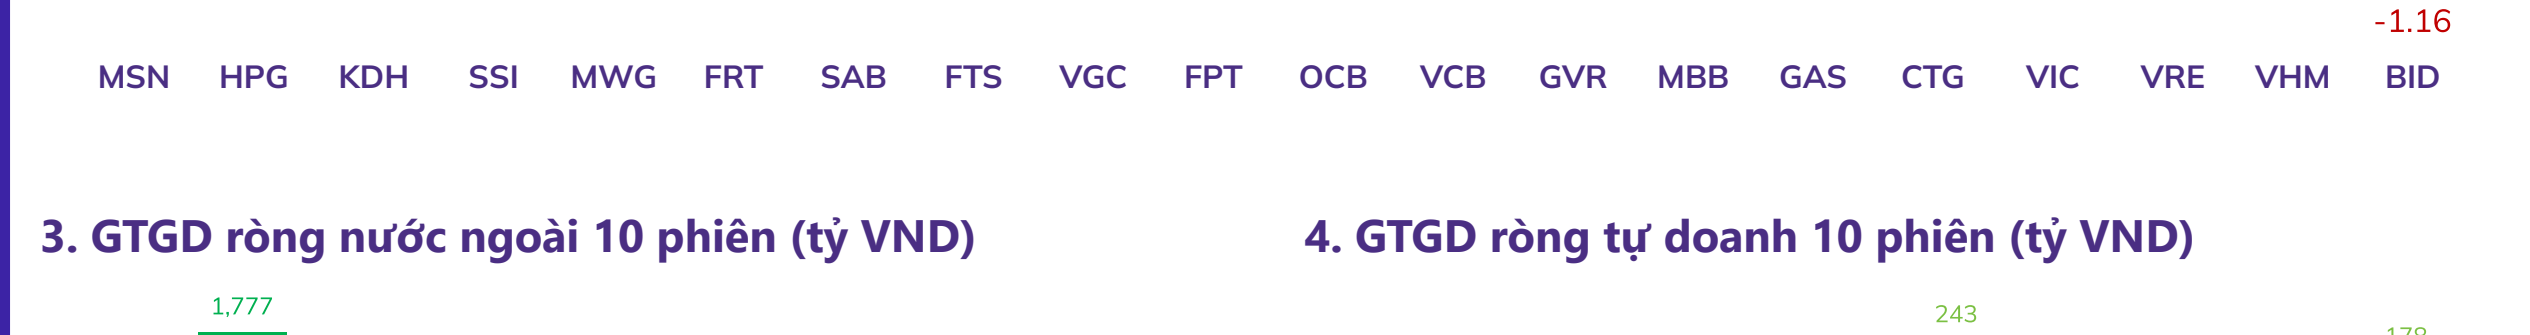 -1.16
MSN HPG KDH SSI MWG FRT SAB FTS VGC FPT OCB VCB GVR MBB GAS CTG VIC VRE VHM BID
3. GTGD ròng nước ngoài 10 phiên (tỷ VND)
4. GTGD ròng tự doanh 10 phiên (tỷ VND)
1,777
243
178